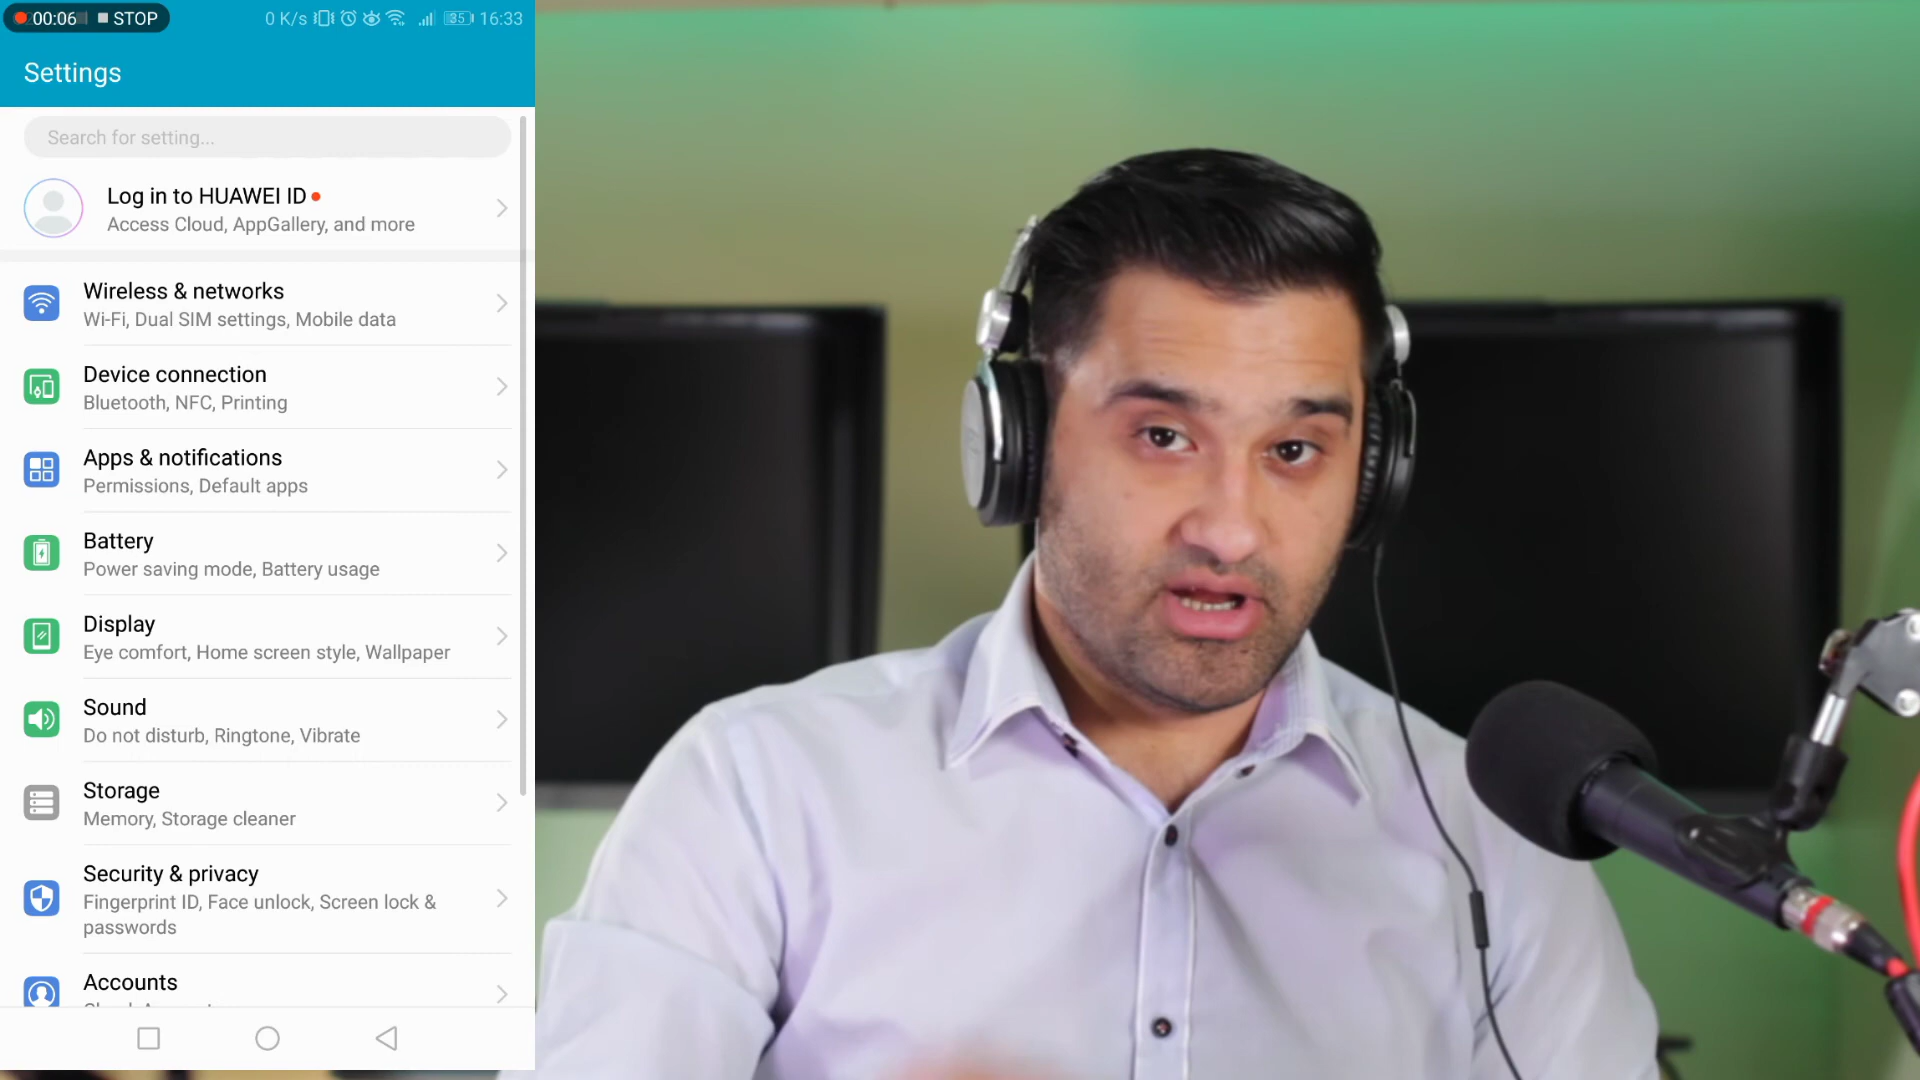 00:06 STOP 0 K/s 35 16:33
Settings
Search for setting...
Log in to HUAWEI ID
Access Cloud, AppGallery, and more
Wireless & networks
Wi-Fi, Dual SIM settings, Mobile data
Device connection
Bluetooth, NFC, Printing
Apps & notifications
Permissions, Default apps
Battery
Power saving mode, Battery usage
Display
Eye comfort, Home screen style, Wallpaper
Sound
Do not disturb, Ringtone, Vibrate
Storage
Memory, Storage cleaner
Security & privacy
Fingerprint ID, Face unlock, Screen lock &
passwords
Accounts